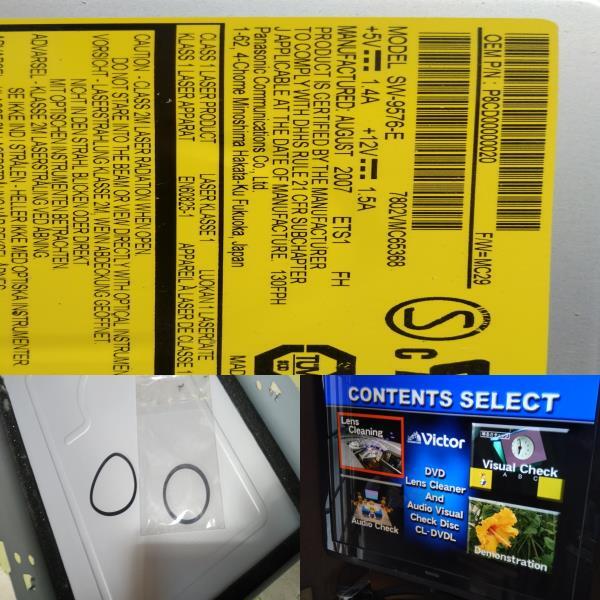 OEM P/N : P8CD0000020
F/W=MC29
MODEL SW-9576-E
7802VMC65368
+5V 1.4A +12V 1.5A
MANUFACTURED AUGUST 2007 ETS1 FH
PRODUCT IS CERTIFIED BY THE MANUFACTURER
TO COMPLY WITH DHHS RULE 21 CFR SUBCHAPTER
J APPLICABLE AT THE DATE OF MANUFACTURE. 130FPH
Panasonic Communications Co., Ltd.
1-62, 4-Chome Minoshima Hakata-Ku Fukuoka, Japan
CLASS 1 LASER PRODUCT LASER KLASSE 1 LUOKAN 1 LASERLAITE
KLASS 1 LASER APPARAT EN60825-1 APPAREIL À LASER DE CLASSE 1
CAUTION - CLASS 2M LASER RADIATION WHEN OPEN.
DO NOT STARE INTO THE BEAM OR VIEW DIRECTLY WITH OPTICAL
VORSICHT - LASERSTRAHLUNG KLASSE 2M, WENN ABDECKUNG GEÖFFNET.
NICHT IN DEN STRAHL BLICKEN ODER DIREKT
MIT OPTISCHEN INSTRUMENTEN BETRACHTEN
ADVARSEL - KLASSE 2M LASERSTRÅLING VED ÅBNING
SE IKKE IND I STRÅLEN - HELLER IKKE MED OPTISKA INSTRUMENTER
CONTENTS SELECT
Lens
Cleaning
Victor
DVD
Lens Cleaner
And
Audio Visual
Check Disc
CL-DVDL
Visual Check
A B C
Audio Check
Demonstration